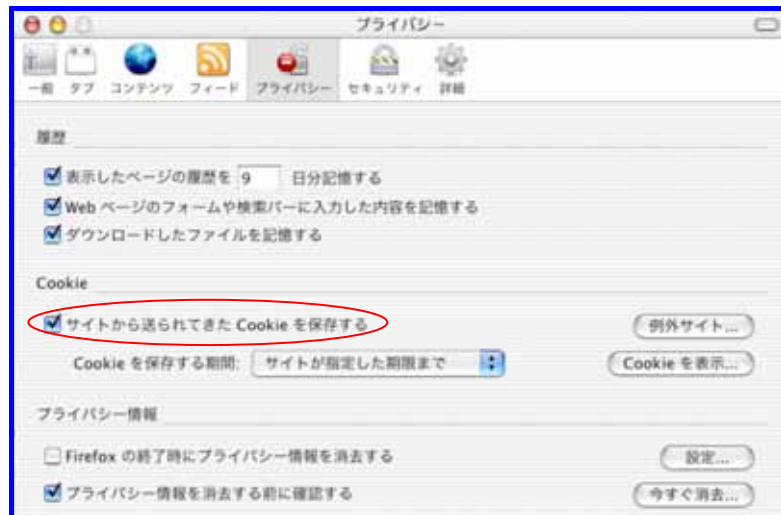 プライバシー
一般 タブ コンテンツ フィード プライバシー セキュリティ 詳細
履歴
表示したページの履歴を 9 日分記憶する
Web ページのフォームや検索バーに入力した内容を記憶する
ダウンロードしたファイルを記憶する
Cookie
サイトから送られてきた Cookie を保存する 例外サイト...
Cookie を保存する期間: サイトが指定した期限まで Cookie を表示...
プライバシー情報
Firefox の終了時にプライバシー情報を消去する 設定...
プライバシー情報を消去する前に確認する 今すぐ消去...